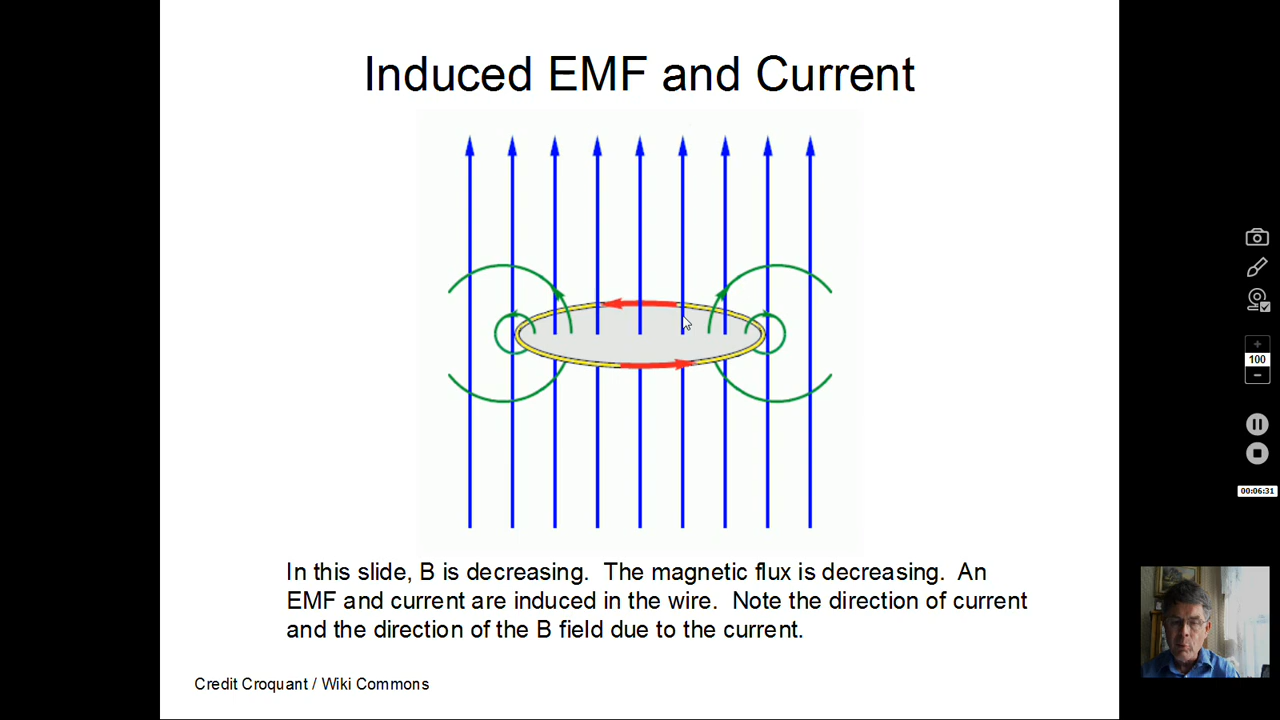 Induced EMF and Current
In this slide, B is decreasing. The magnetic flux is decreasing. An
EMF and current are induced in the wire. Note the direction of current
and the direction of the B field due to the current.
Credit Croquant / Wiki Commons
100
00:06:31